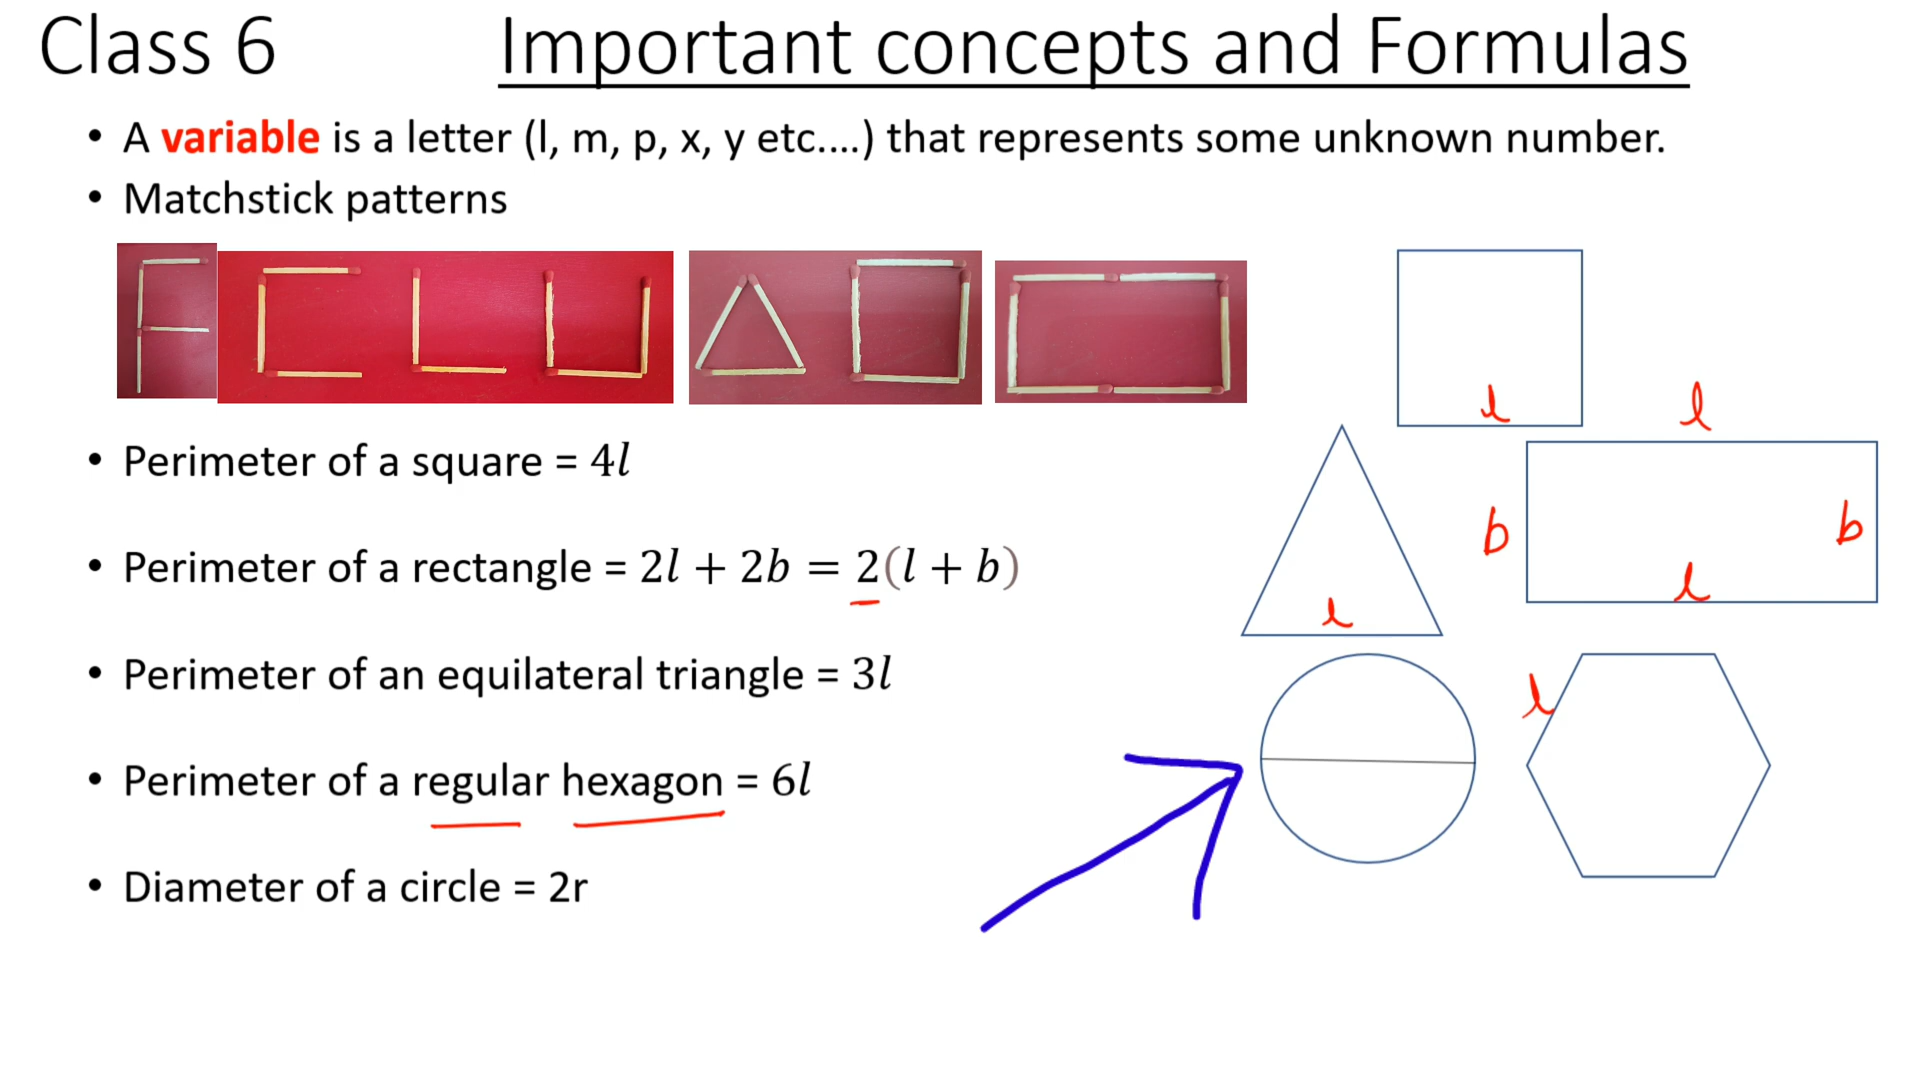 Class 6 Important concepts and Formulas
• A variable is a letter (l, m, p, x, y etc....) that represents some unknown number.
• Matchstick patterns
l
l
• Perimeter of a square = 4l
b
b
• Perimeter of a rectangle = 2l + 2b = 2(l + b)
l
l
• Perimeter of an equilateral triangle = 3l
l
• Perimeter of a regular hexagon = 6l
• Diameter of a circle = 2r